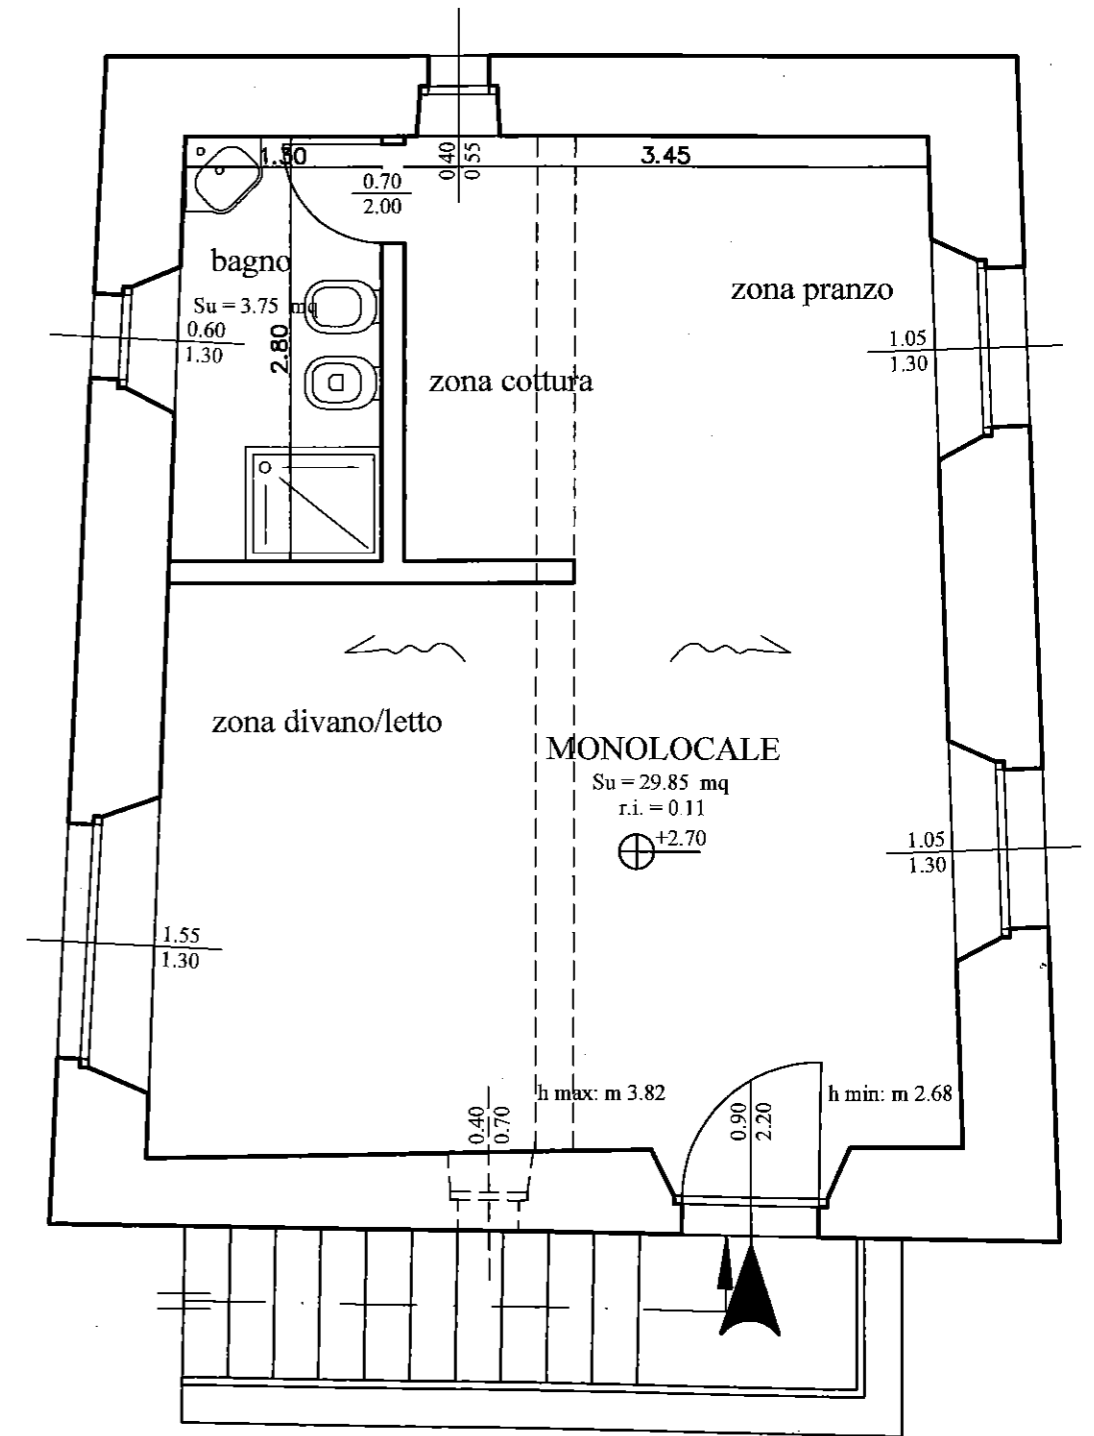 1.30
0.40
0.55
3.45
0.70
2.00
bagno
Su = 3.75 mq
0.60
1.30
2.80
zona pranzo
1.05
1.30
zona cottura
zona divano/letto
MONOLOCALE
Su = 29.85 mq
r.i. = 0.11
+2.70
1.05
1.30
1.55
1.30
h max: m 3.82
h min: m 2.68
0.40
0.70
0.90
2.20